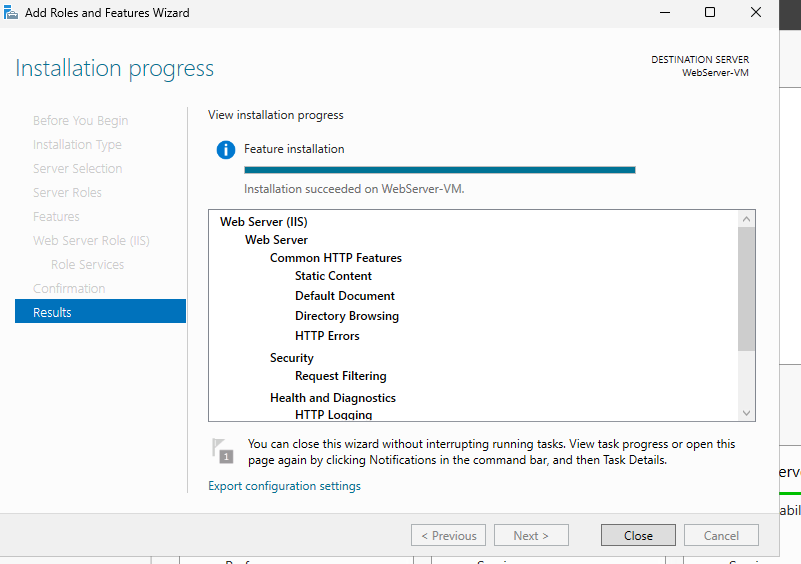 Add Roles and Features Wizard
Installation progress
DESTINATION SERVER
WebServer-VM
Before You Begin
Installation Type
Server Selection
Server Roles
Features
Web Server Role (IIS)
Role Services
Confirmation
Results
View installation progress
Feature installation
Installation succeeded on WebServer-VM.
Web Server (IIS)
Web Server
Common HTTP Features
Static Content
Default Document
Directory Browsing
HTTP Errors
Security
Request Filtering
Health and Diagnostics
HTTP Logging
1
You can close this wizard without interrupting running tasks. View task progress or open this
page again by clicking Notifications in the command bar, and then Task Details.
Export configuration settings
< Previous
Next >
Close
Cancel